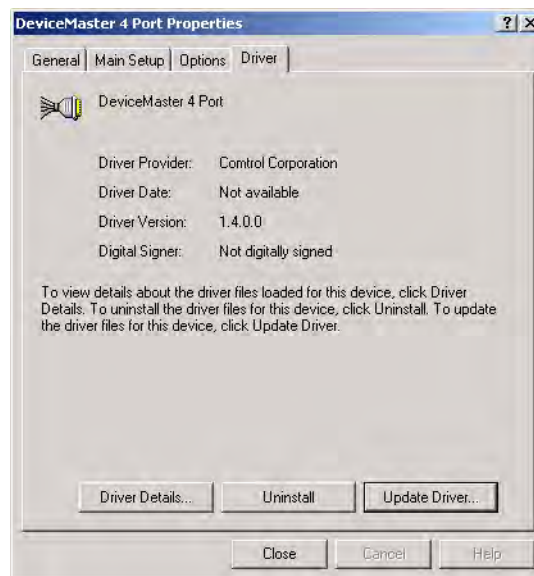 DeviceMaster 4 Port Properties
General
Main Setup
Options
Driver
DeviceMaster 4 Port
Driver Provider: Comtrol Corporation
Driver Date: Not available
Driver Version: 1.4.0.0
Digital Signer: Not digitally signed
To view details about the driver files loaded for this device, click Driver
Details. To uninstall the driver files for this device, click Uninstall. To update
the driver files for this device, click Update Driver.
Driver Details...
Uninstall
Update Driver...
Close
Cancel
Help